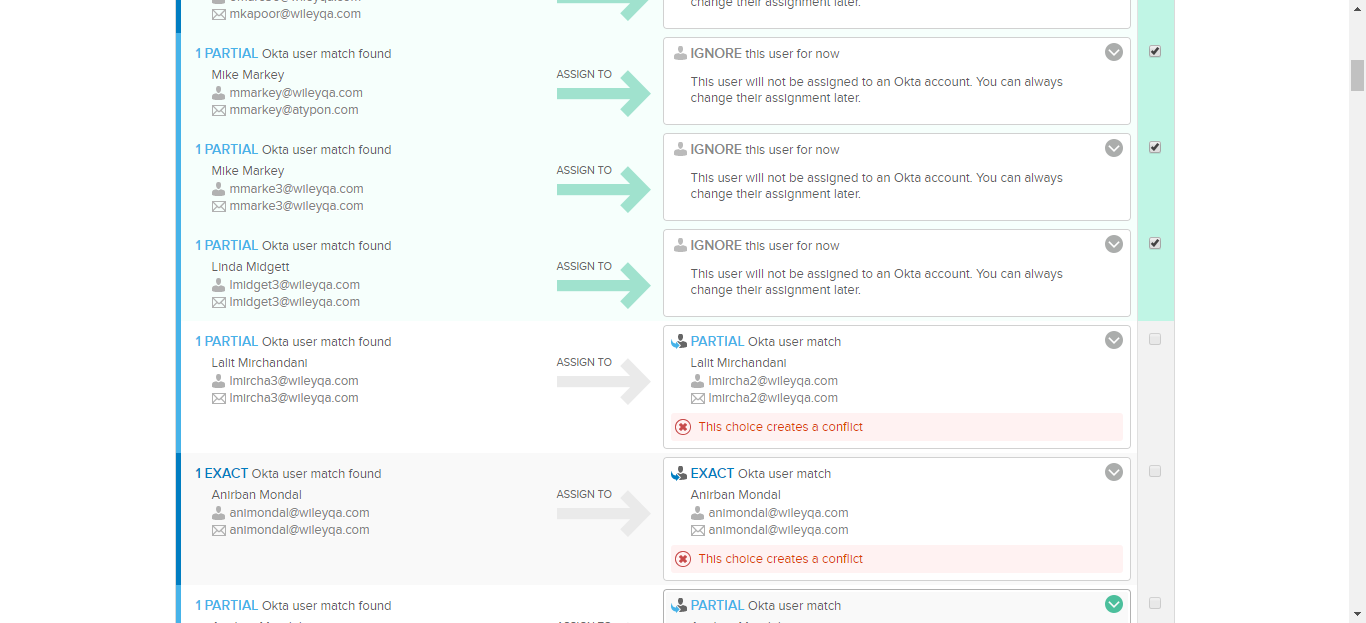 mkapoor@wileyqa.com
change their assignment later.
1 PARTIAL Okta user match found
Mike Markey
mmarkey@wileyqa.com
mmarkey@atypon.com
ASSIGN TO
IGNORE this user for now
This user will not be assigned to an Okta account. You can always
change their assignment later.
1 PARTIAL Okta user match found
Mike Markey
mmarke3@wileyqa.com
mmarke3@wileyqa.com
ASSIGN TO
IGNORE this user for now
This user will not be assigned to an Okta account. You can always
change their assignment later.
1 PARTIAL Okta user match found
Linda Midgett
lmidget3@wileyqa.com
lmidget3@wileyqa.com
ASSIGN TO
IGNORE this user for now
This user will not be assigned to an Okta account. You can always
change their assignment later.
1 PARTIAL Okta user match found
Lalit Mirchandani
lmircha3@wileyqa.com
lmircha3@wileyqa.com
ASSIGN TO
PARTIAL Okta user match
Lalit Mirchandani
lmircha2@wileyqa.com
lmircha2@wileyqa.com
This choice creates a conflict
1 EXACT Okta user match found
Anirban Mondal
animondal@wileyqa.com
animondal@wileyqa.com
ASSIGN TO
EXACT Okta user match
Anirban Mondal
animondal@wileyqa.com
animondal@wileyqa.com
This choice creates a conflict
1 PARTIAL Okta user match found
PARTIAL Okta user match